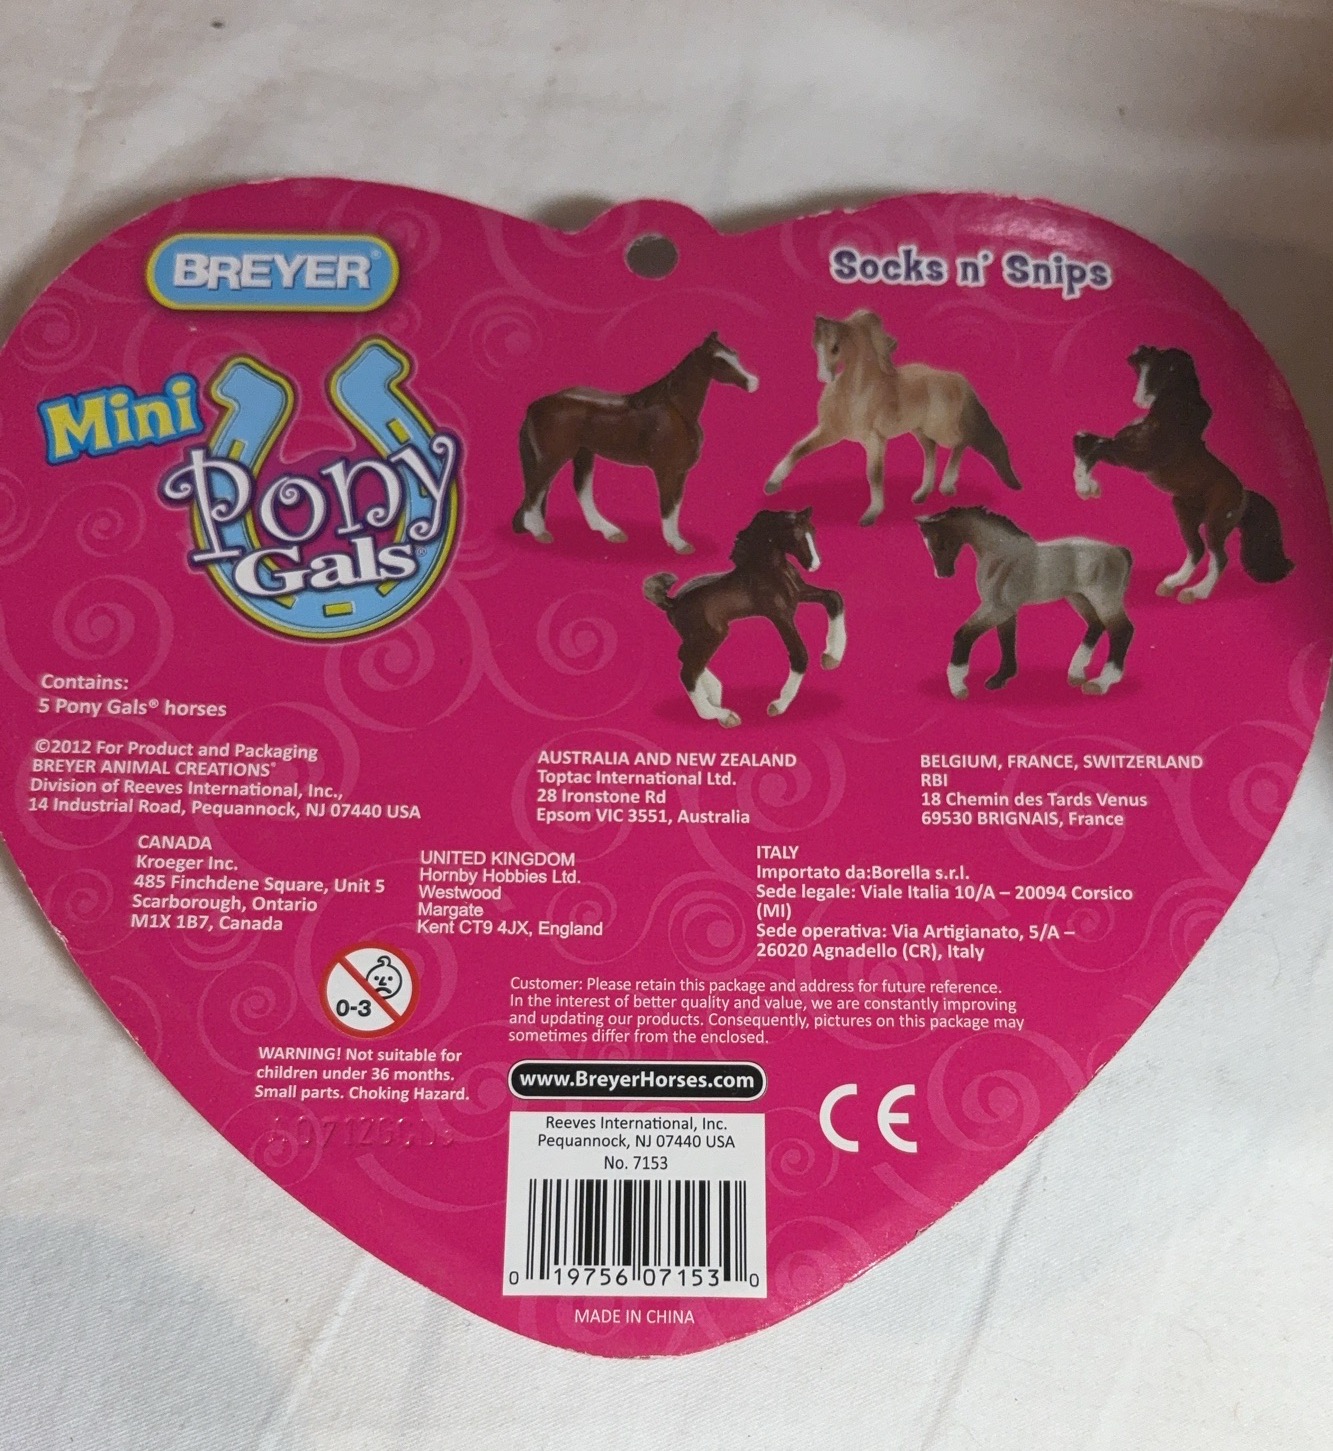 BREYER®
Socks n' Snips
Mini
Pony
Gals®
Contains:
5 Pony Gals® horses
©2012 For Product and Packaging
BREYER ANIMAL CREATIONS®
Division of Reeves International, Inc.,
14 Industrial Road, Pequannock, NJ 07440 USA
AUSTRALIA AND NEW ZEALAND
Toptac International Ltd.
28 Ironstone Rd
Epsom VIC 3551, Australia
BELGIUM, FRANCE, SWITZERLAND
RBI
18 Chemin des Tards Venus
69530 BRIGNAIS, France
CANADA
Kroeger Inc.
485 Finchdene Square, Unit 5
Scarborough, Ontario
M1X 1B7, Canada
UNITED KINGDOM
Hornby Hobbies Ltd.
Westwood
Margate
Kent CT9 4JX, England
ITALY
Importato da:Borella s.r.l.
Sede legale: Viale Italia 10/A – 20094 Corsico
(MI)
Sede operativa: Via Artigianato, 5/A –
26020 Agnadello (CR), Italy
0-3
WARNING! Not suitable for
children under 36 months.
Small parts. Choking Hazard.
Customer: Please retain this package and address for future reference.
In the interest of better quality and value, we are constantly improving
and updating our products. Consequently, pictures on this package may
sometimes differ from the enclosed.
www.BreyerHorses.com
CE
Reeves International, Inc.
Pequannock, NJ 07440 USA
No. 7153
0 19756 07153 0
MADE IN CHINA